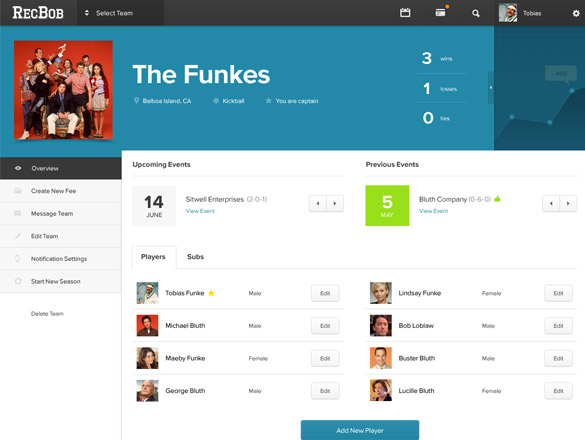 RECBOB
Select Team
Tobias
The Funkes
Balboa Island, CA
Kickball
You are captain
3 wins
1 losses
0 ties
ADD
Overview
Create New Fee
Message Team
Edit Team
Notification Settings
Start New Season
Delete Team
Upcoming Events
14
JUNE
Sitwell Enterprises (2-0-1)
View Event
Previous Events
5
MAY
Bluth Company (0-6-0)
View Event
Players
Subs
Tobias Funke Male Edit
Lindsay Funke Female Edit
Michael Bluth Male Edit
Bob Loblaw Male Edit
Maeby Funke Female Edit
Buster Bluth Male Edit
George Bluth Male Edit
Lucille Bluth Female Edit
Add New Player